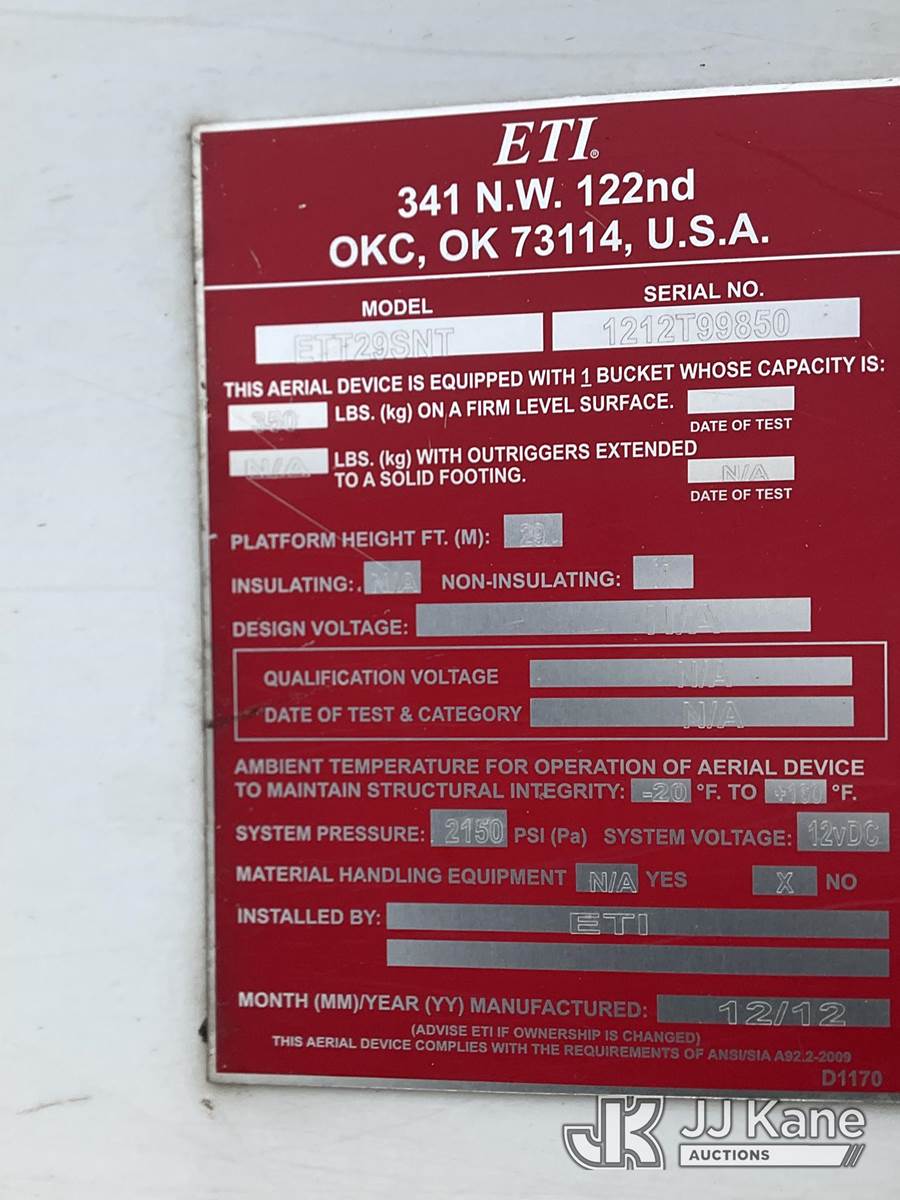 ETI®
341 N.W. 122nd
OKC, OK 73114, U.S.A.
MODEL SERIAL NO.
ETT29SNT 1212T99850
THIS AERIAL DEVICE IS EQUIPPED WITH 1 BUCKET WHOSE CAPACITY IS:
350 LBS. (kg) ON A FIRM LEVEL SURFACE.
DATE OF TEST
N/A LBS. (kg) WITH OUTRIGGERS EXTENDED
TO A SOLID FOOTING. N/A
DATE OF TEST
PLATFORM HEIGHT FT. (M): 29
INSULATING: N/A NON-INSULATING:
DESIGN VOLTAGE: N/A
QUALIFICATION VOLTAGE N/A
DATE OF TEST & CATEGORY N/A
AMBIENT TEMPERATURE FOR OPERATION OF AERIAL DEVICE
TO MAINTAIN STRUCTURAL INTEGRITY: -20 °F. TO °F.
SYSTEM PRESSURE: 2150 PSI (Pa) SYSTEM VOLTAGE: 12vDC
MATERIAL HANDLING EQUIPMENT N/A YES X NO
INSTALLED BY: ETI
MONTH (MM)/YEAR (YY) MANUFACTURED: 12/12
(ADVISE ETI IF OWNERSHIP IS CHANGED)
THIS AERIAL DEVICE COMPLIES WITH THE REQUIREMENTS OF ANSI/SIA A92.2-2009
D1170
JK JJ Kane
AUCTIONS